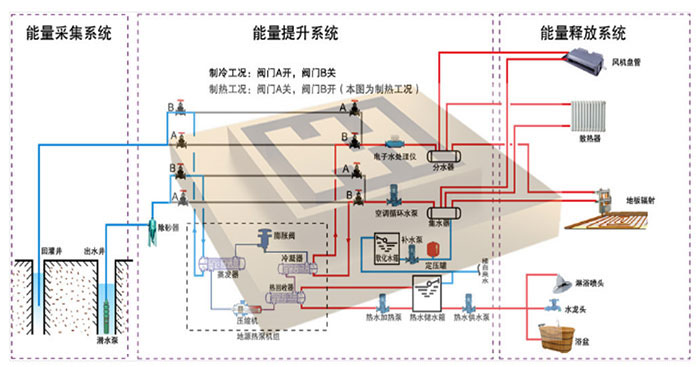 能量采集系统
能量提升系统
能量释放系统
制冷工况：阀门A开，阀门B关
制热工况：阀门A关，阀门B开（本图为制热工况）
B
A
A
B
B
A
A
B
风机盘管
电子水处理仪
分水器
散热器
空调循环水泵
集水器
地板辐射
除砂器
回灌井
出水井
膨胀阀
冷凝器
蒸发器
热回收器
压缩机
地源热泵机组
软化水箱
补水泵
定压罐
接自来水
热水加热泵
热水储水箱
热水供水泵
淋浴喷头
水龙头
浴盆
潜水泵